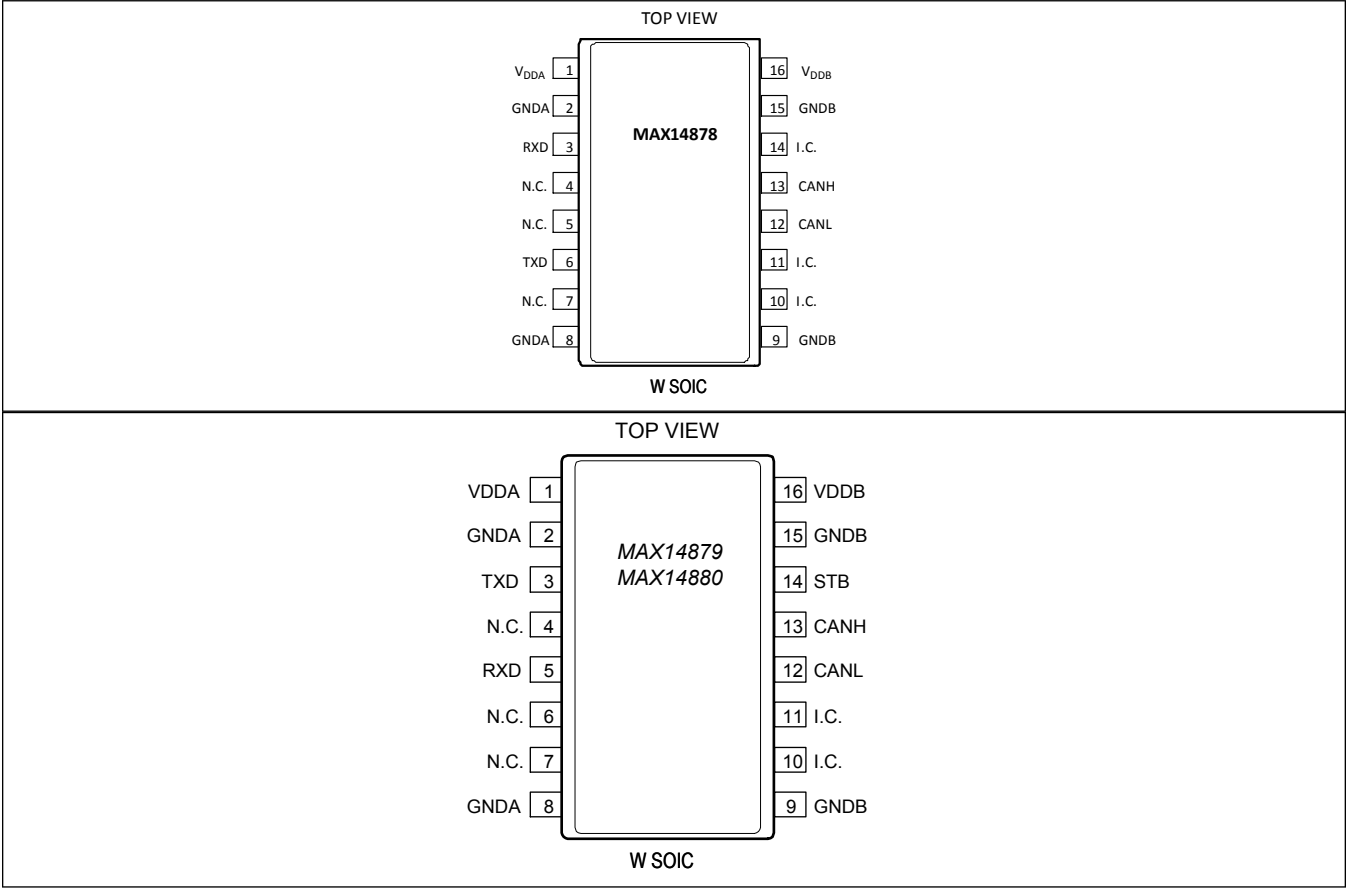 TOP VIEW
VDDA 1 16 VDDB
GNDA 2 15 GNDB
MAX14878
RXD 3 14 I.C.
N.C. 4 13 CANH
N.C. 5 12 CANL
TXD 6 11 I.C.
N.C. 7 10 I.C.
GNDA 8 9 GNDB
W SOIC
TOP VIEW
VDDA 1 16 VDDB
GNDA 2 15 GNDB
MAX14879
MAX14880
TXD 3 14 STB
N.C. 4 13 CANH
RXD 5 12 CANL
N.C. 6 11 I.C.
N.C. 7 10 I.C.
GNDA 8 9 GNDB
W SOIC